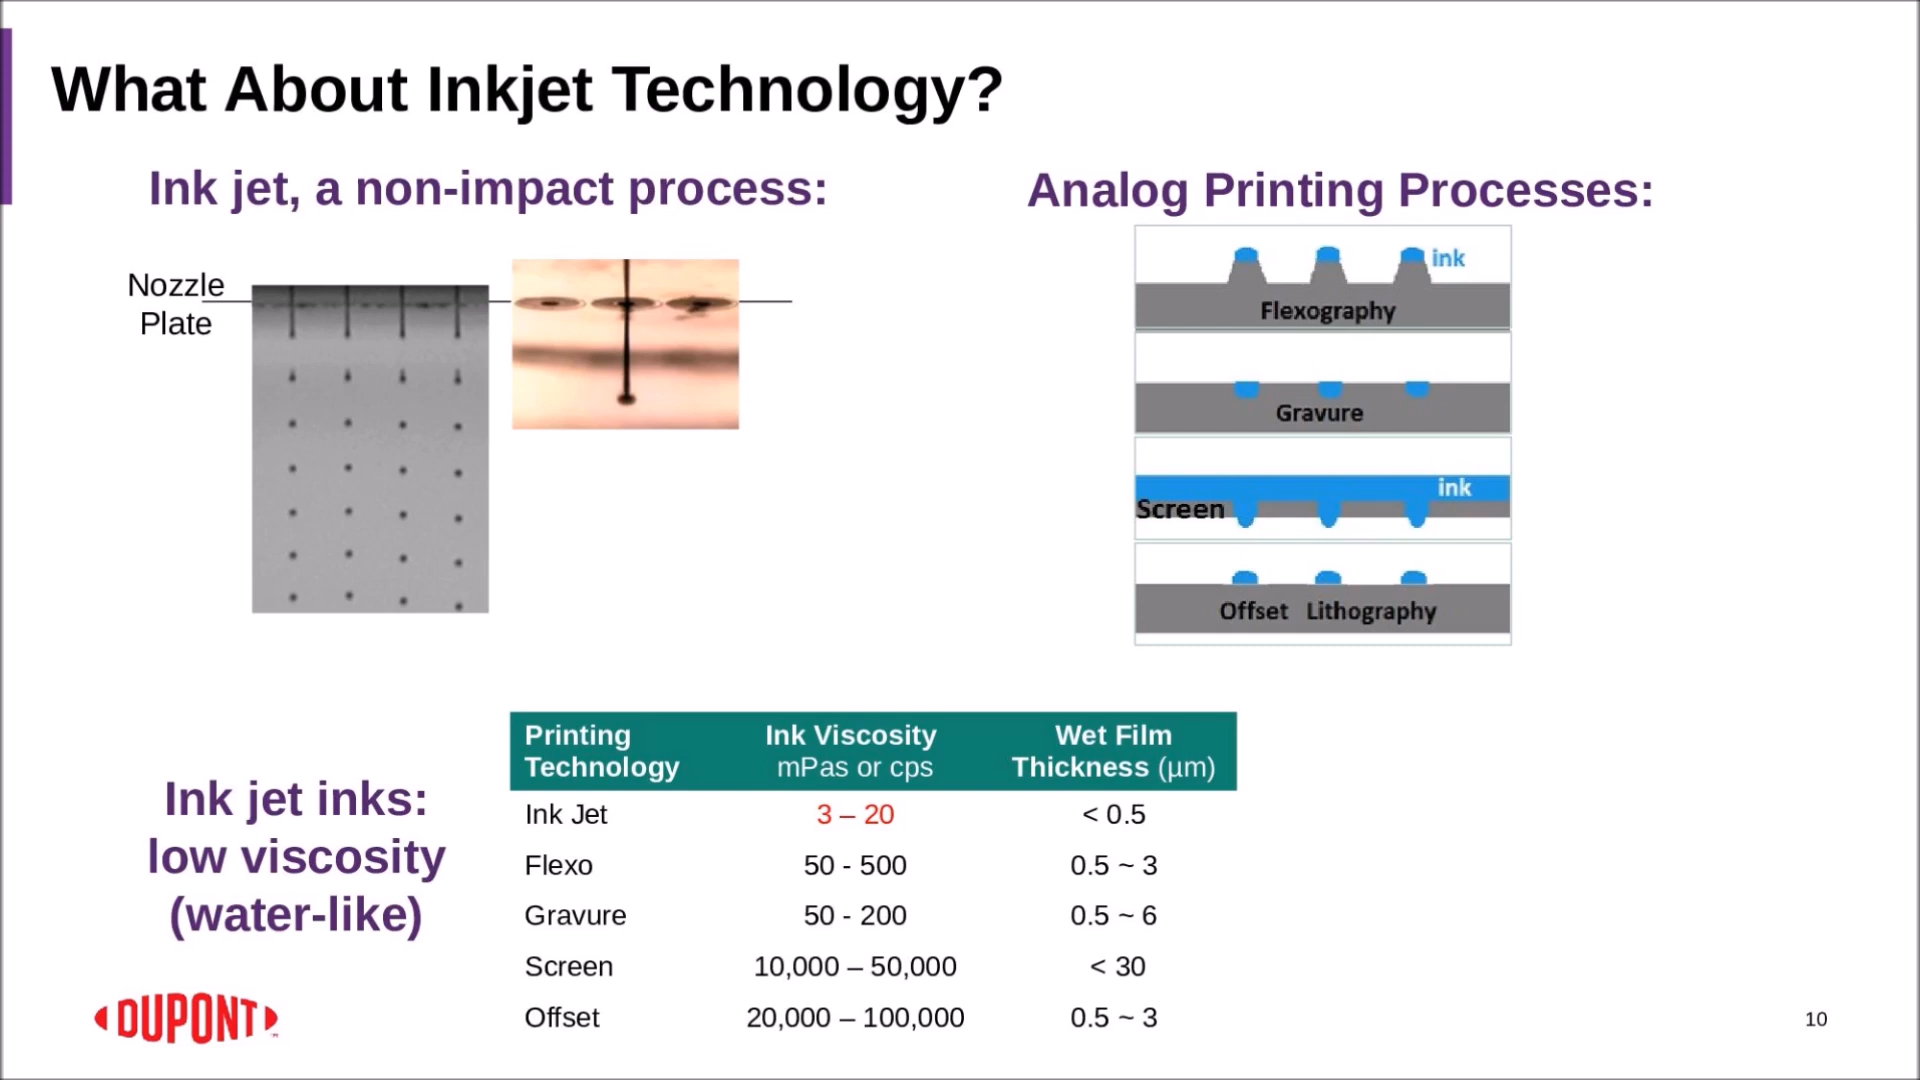 What About Inkjet Technology?
Ink jet, a non-impact process:
Nozzle
Plate
Analog Printing Processes:
ink
Flexography
Gravure
ink
Screen
Offset Lithography
Ink jet inks:
low viscosity
(water-like)
Printing Technology Ink Viscosity mPas or cps Wet Film Thickness (µm)
Ink Jet 3 – 20 < 0.5
Flexo 50 - 500 0.5 ~ 3
Gravure 50 - 200 0.5 ~ 6
Screen 10,000 – 50,000 < 30
Offset 20,000 – 100,000 0.5 ~ 3
DUPONT
10